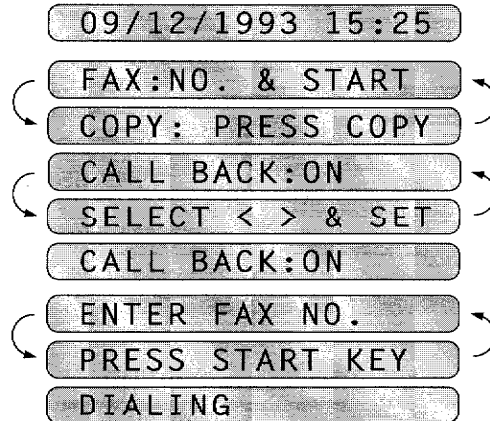 09/12/1993 15:25
FAX:NO. & START
COPY: PRESS COPY
CALL BACK:ON
SELECT < > & SET
CALL BACK:ON
ENTER FAX NO.
PRESS START KEY
DIALING